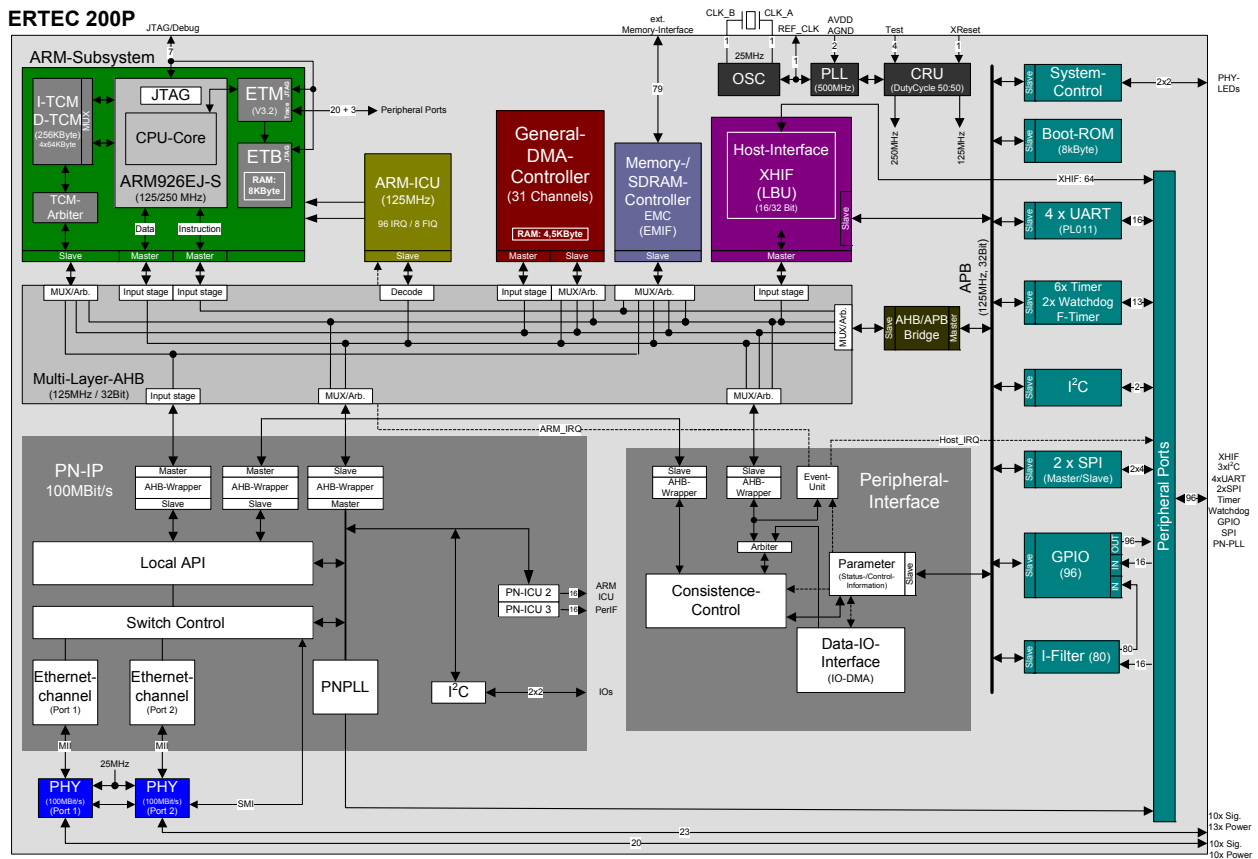 ERTEC 200P
JTAG/Debug
7
ext.
Memory-Interface
79
CLK_B
CLK_A
1
1
25MHz
OSC
REF_CLK
1
AVDD
AGND
2
PLL
(500MHz)
Test
4
XReset
1
CRU
(DutyCycle 50:50)
250MHz
125MHz
ARM-Subsystem
I-TCM
D-TCM
(256KByte)
4x64KByte
MUX
TCM-
Arbiter
JTAG
CPU-Core
ARM926EJ-S
(125/250 MHz)
Data
Instruction
ETM
(V3.2)
Trace
JTAG
ETB
JTAG
RAM:
8KByte
20 + 3
Peripheral Ports
Slave
Master
Master
ARM-ICU
(125MHz)
96 IRQ / 8 FIQ
Slave
General-
DMA-
Controller
(31 Channels)
RAM: 4,5KByte
Master
Slave
Memory-/
SDRAM-
Controller
EMC
(EMIF)
Slave
Host-Interface
XHIF
(LBU)
(16/32 Bit)
Slave
Master
XHIF: 64
MUX/Arb.
Input stage
Input stage
Decode
Input stage
MUX/Arb.
MUX/Arb.
Input stage
MUX/Arb.
Multi-Layer-AHB
(125MHz / 32Bit)
Input stage
MUX/Arb.
MUX/Arb.
Slave
AHB/APB
Bridge
Master
APB
(125MHz, 32Bit)
Slave
System-
Control
2x2
PHY-
LEDs
Slave
Boot-ROM
(8kByte)
Slave
4 x UART
(PL011)
16
Slave
6x Timer
2x Watchdog
F-Timer
13
Slave
I2C
2
Slave
2 x SPI
(Master/Slave)
2x4
Slave
GPIO
(96)
OUT
IN
IN
96
16
Slave
I-Filter (80)
80
16
Peripheral Ports
96
XHIF
3xI²C
4xUART
2xSPI
Timer
Watchdog
GPIO
SPI
PN-PLL
PN-IP
100MBit/s
Master
AHB-Wrapper
Slave
Master
AHB-Wrapper
Slave
Slave
AHB-Wrapper
Master
Local API
Switch Control
Ethernet-
channel
(Port 1)
Ethernet-
channel
(Port 2)
PNPLL
I2C
2x2
IOs
PN-ICU 2
PN-ICU 3
16
16
ARM
ICU
PerIF
ARM_IRQ
Host_IRQ
Slave
AHB-
Wrapper
Slave
AHB-
Wrapper
Event-
Unit
Peripheral-
Interface
Arbiter
Consistence-
Control
Parameter
(Status-/Control-
Information)
Slave
Data-IO-
Interface
(IO-DMA)
MII
MII
25MHz
PHY
(100MBit/s)
(Port 1)
PHY
(100MBit/s)
(Port 2)
SMI
23
20
10x Sig.
13x Power
10x Sig.
10x Power